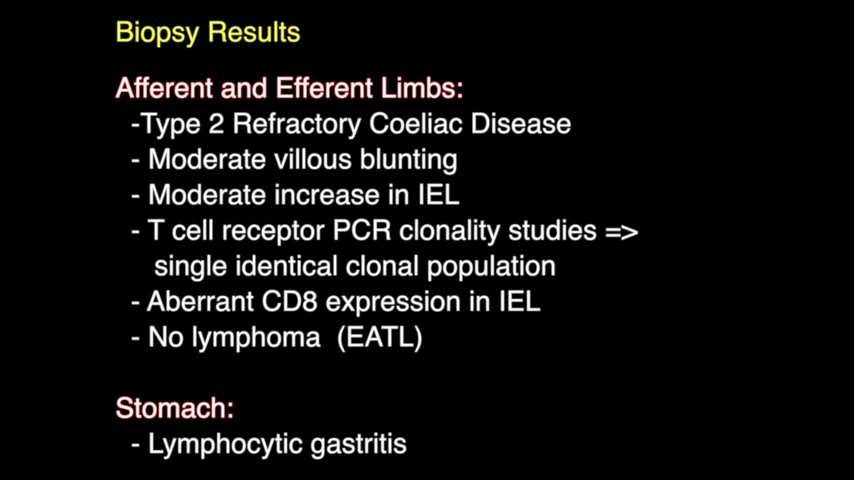 Biopsy Results
Afferent and Efferent Limbs:
-Type 2 Refractory Coeliac Disease
- Moderate villous blunting
- Moderate increase in IEL
- T cell receptor PCR clonality studies =>
single identical clonal population
- Aberrant CD8 expression in IEL
- No lymphoma (EATL)
Stomach:
- Lymphocytic gastritis